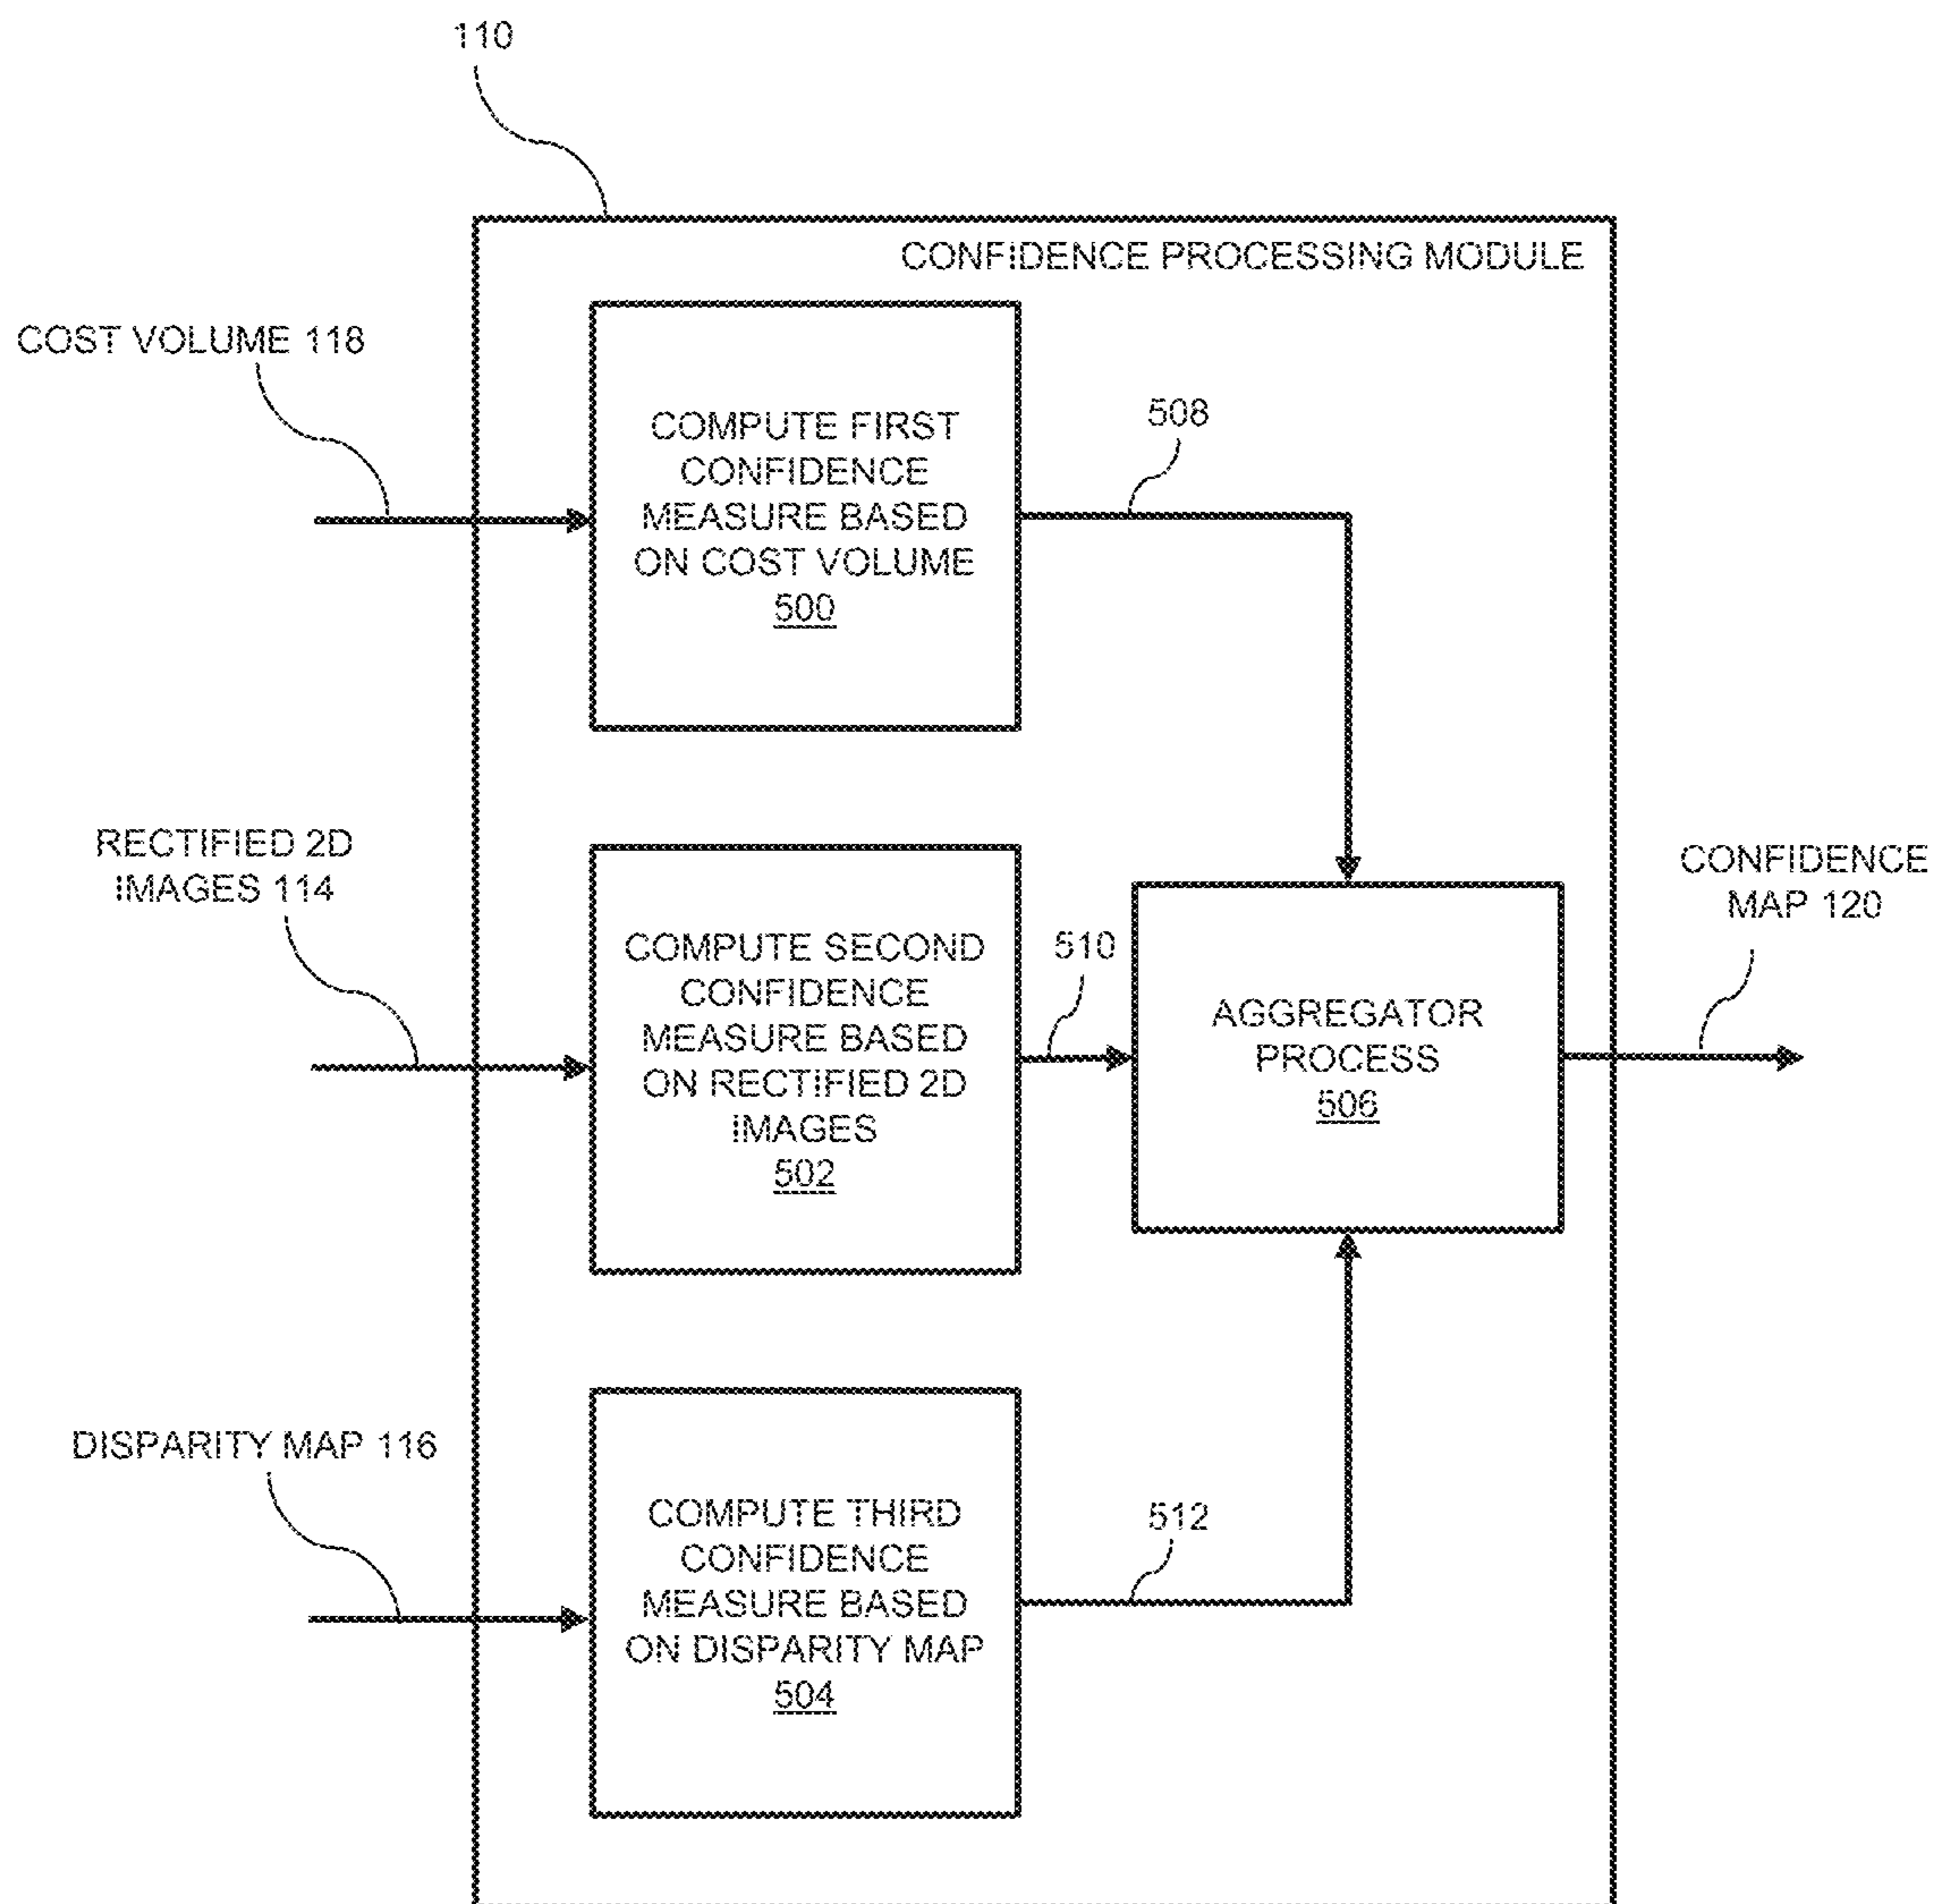 110
CONFIDENCE PROCESSING MODULE
COST VOLUME 118
COMPUTE FIRST
CONFIDENCE
MEASURE BASED
ON COST VOLUME
500
508
RECTIFIED 2D
IMAGES 114
COMPUTE SECOND
CONFIDENCE
MEASURE BASED
ON RECTIFIED 2D
IMAGES
502
510
AGGREGATOR
PROCESS
506
CONFIDENCE
MAP 120
DISPARITY MAP 116
COMPUTE THIRD
CONFIDENCE
MEASURE BASED
ON DISPARITY MAP
504
512